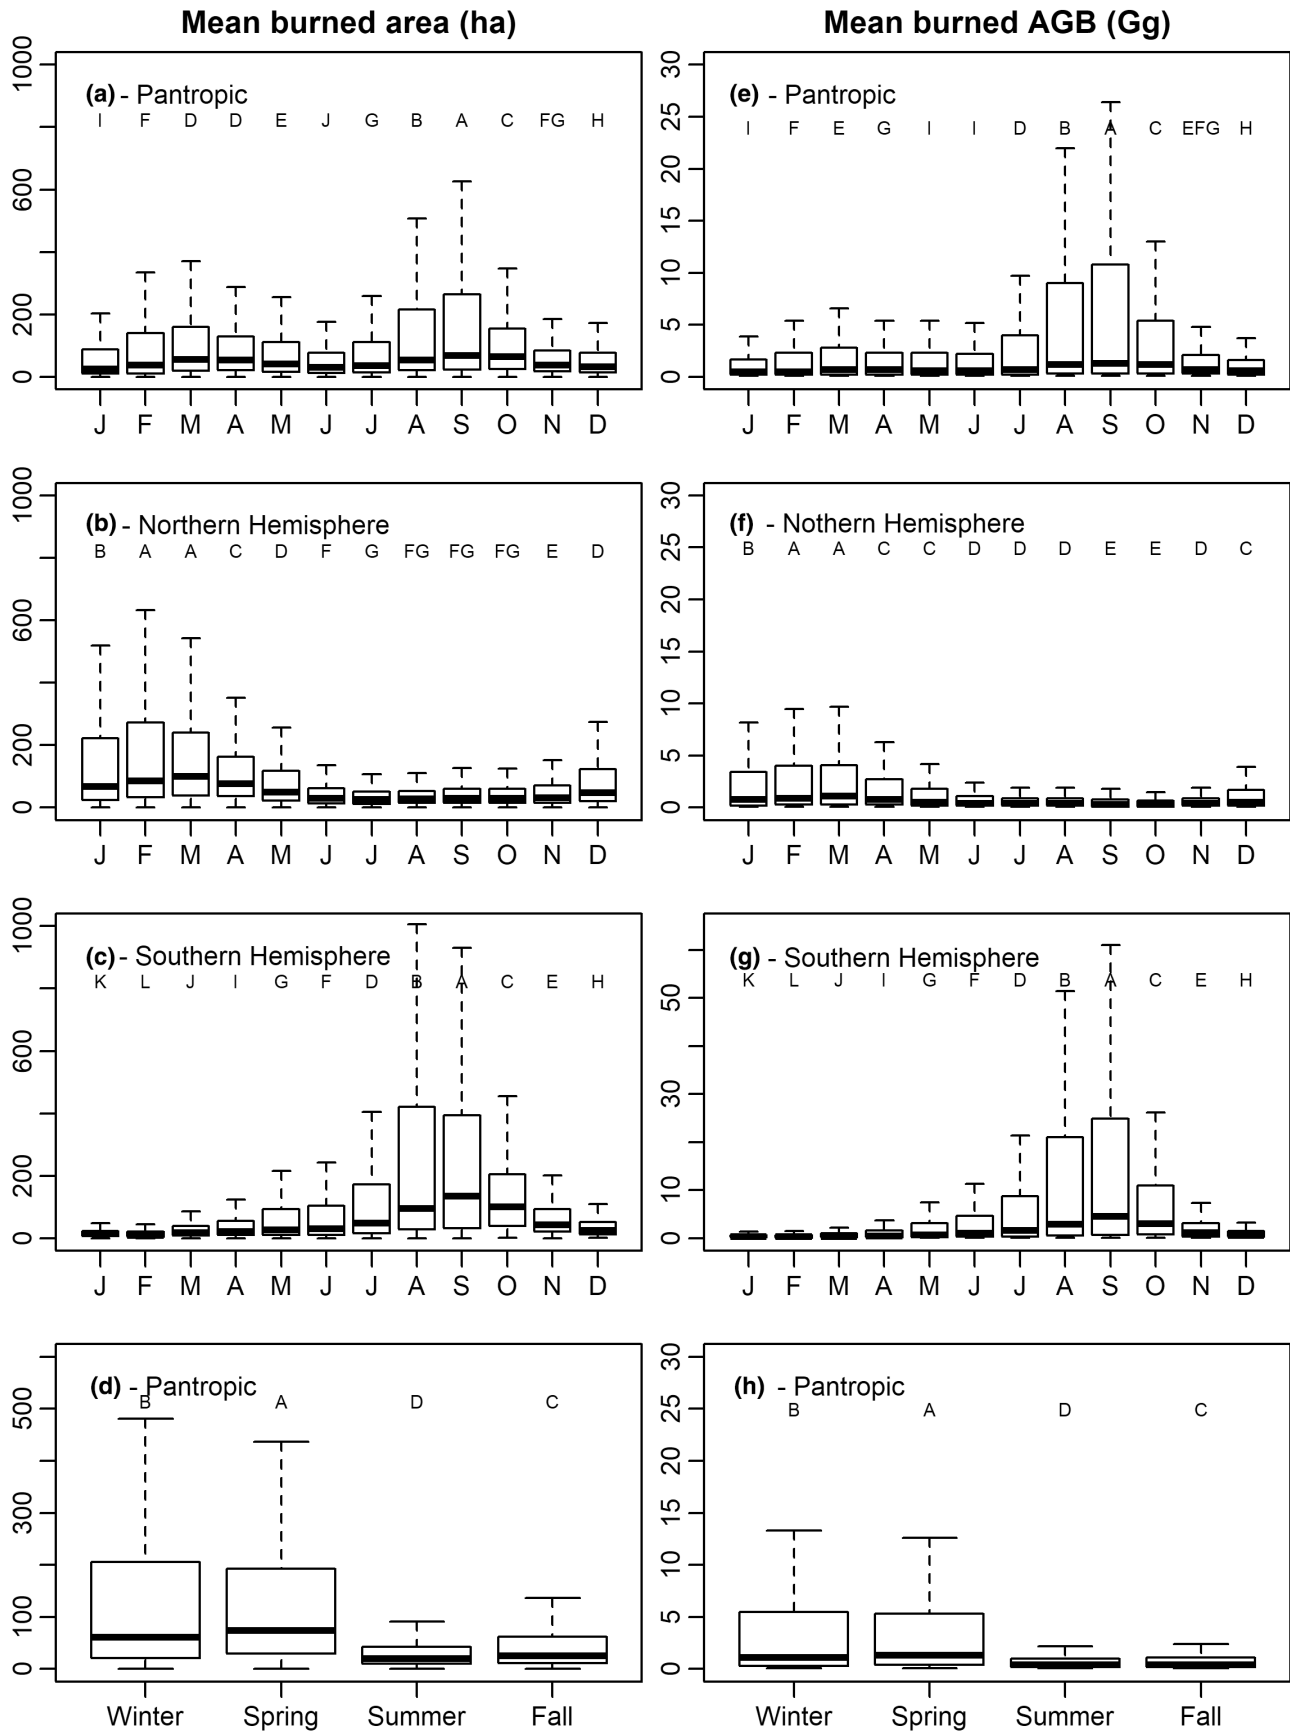 Mean burned area (ha)
Mean burned AGB (Gg)
(a) - Pantropic
I F D D E J G B A C FG H
0 200 600 1000
J F M A M J J A S O N D
(e) - Pantropic
I F E G I I D B A C EFG H
0 5 10 15 20 25 30
J F M A M J J A S O N D
(b) - Northern Hemisphere
B A A C D F G FG FG FG E D
0 200 600 1000
J F M A M J J A S O N D
(f) - Nothern Hemisphere
B A A C C D D D E E D C
0 5 10 15 20 25 30
J F M A M J J A S O N D
(c) - Southern Hemisphere
K L J I G F D B A C E H
0 200 600 1000
J F M A M J J A S O N D
(g) - Southern Hemisphere
K L J I G F D B A C E H
0 10 30 50
J F M A M J J A S O N D
(d) - Pantropic
B A D C
0 100 300 500
Winter Spring Summer Fall
(h) - Pantropic
B A D C
0 5 10 15 20 25 30
Winter Spring Summer Fall